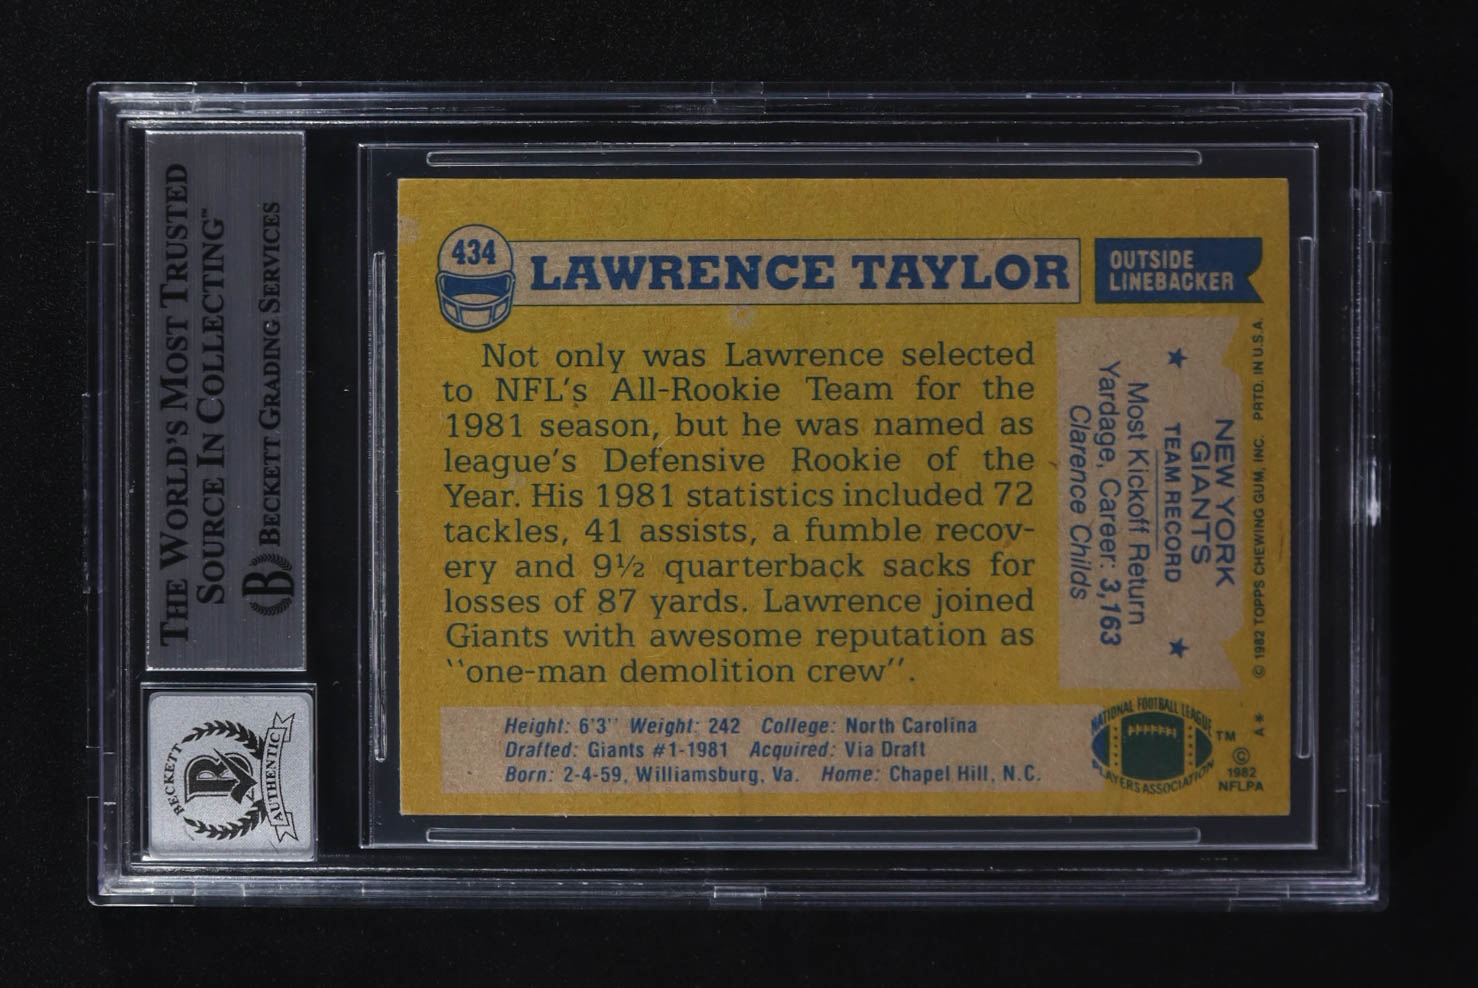 THE WORLD'S MOST TRUSTED
SOURCE IN COLLECTING™
BECKETT GRADING SERVICES
B
BECKETT
B
AUTHENTIC
434
LAWRENCE TAYLOR
OUTSIDE
LINEBACKER
Not only was Lawrence selected
to NFL's All-Rookie Team for the
1981 season, but he was named as
league's Defensive Rookie of the
Year. His 1981 statistics included 72
tackles, 41 assists, a fumble recov-
ery and 9½ quarterback sacks for
losses of 87 yards. Lawrence joined
Giants with awesome reputation as
''one-man demolition crew''.
NEW YORK
GIANTS
★ TEAM RECORD ★
Most Kickoff Return
Yardage, Career: 3,163
Clarence Childs
© 1982 TOPPS CHEWING GUM, INC. PRTD. IN U.S.A.
Height: 6'3'' Weight: 242 College: North Carolina
Drafted: Giants #1-1981 Acquired: Via Draft
Born: 2-4-59, Williamsburg, Va. Home: Chapel Hill, N.C.
NATIONAL FOOTBALL LEAGUE
PLAYERS ASSOCIATION
TM
©
1982
NFLPA
A*